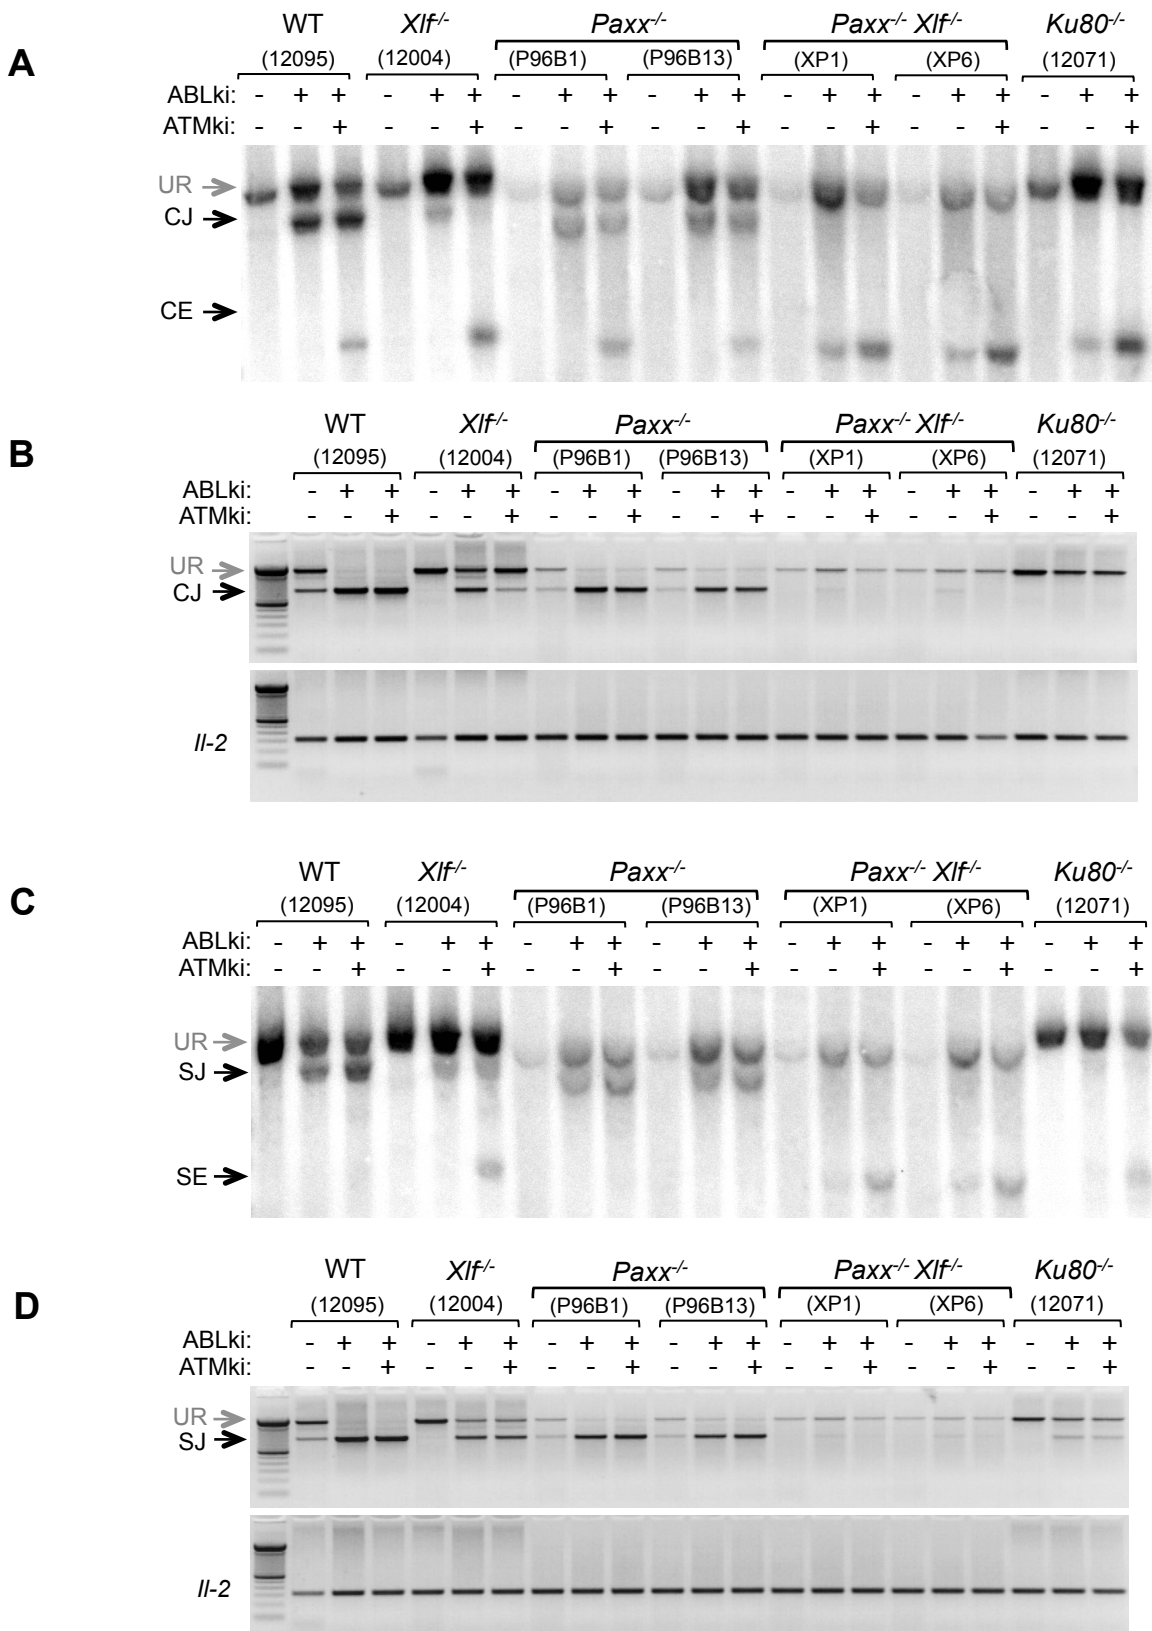 A
WT Xlf-/- Paxx-/- Paxx-/- Xlf-/- Ku80-/-
(12095) (12004) (P96B1) (P96B13) (XP1) (XP6) (12071)
ABLki: - + + - + + - + + - + + - + + - + + - + +
ATMki: - - + - - + - - + - - + - - + - - + - - +
UR
CJ
CE
B
WT Xlf-/- Paxx-/- Paxx-/- Xlf-/- Ku80-/-
(12095) (12004) (P96B1) (P96B13) (XP1) (XP6) (12071)
ABLki: - + + - + + - + + - + + - + + - + + - + +
ATMki: - - + - - + - - + - - + - - + - - + - - +
UR
CJ
Il-2
C
WT Xlf-/- Paxx-/- Paxx-/- Xlf-/- Ku80-/-
(12095) (12004) (P96B1) (P96B13) (XP1) (XP6) (12071)
ABLki: - + + - + + - + + - + + - + + - + + - + +
ATMki: - - + - - + - - + - - + - - + - - + - - +
UR
SJ
SE
D
WT Xlf-/- Paxx-/- Paxx-/- Xlf-/- Ku80-/-
(12095) (12004) (P96B1) (P96B13) (XP1) (XP6) (12071)
ABLki: - + + - + + - + + - + + - + + - + + - + +
ATMki: - - + - - + - - + - - + - - + - - + - - +
UR
SJ
Il-2